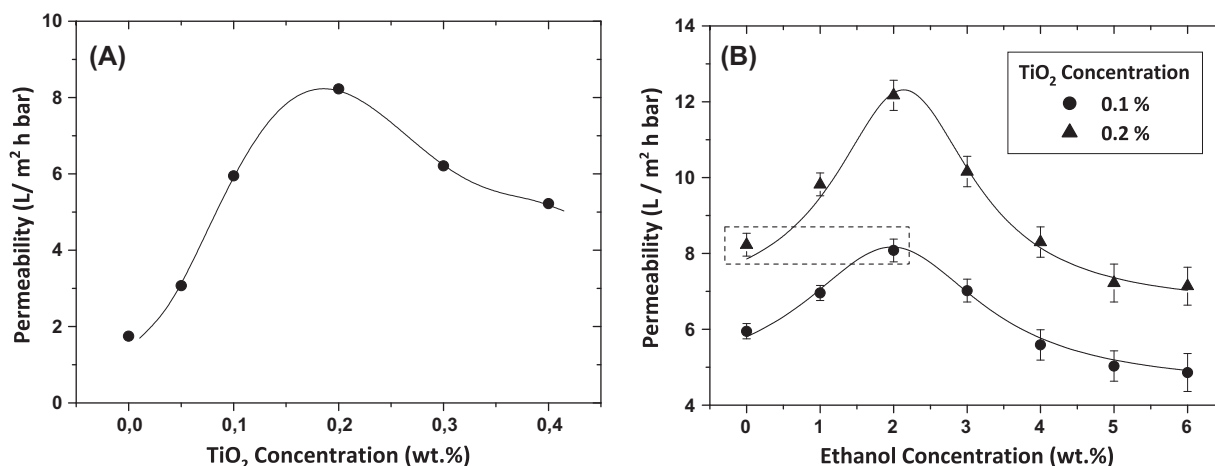 (A)
Permeability (L/ m² h bar)
10
8
6
4
2
0
0,0 0,1 0,2 0,3 0,4
TiO₂ Concentration (wt.%)
(B)
Permeability (L / m² h bar)
14
12
10
8
6
4
0 1 2 3 4 5 6
Ethanol Concentration (wt.%)
TiO₂ Concentration
0.1 %
0.2 %